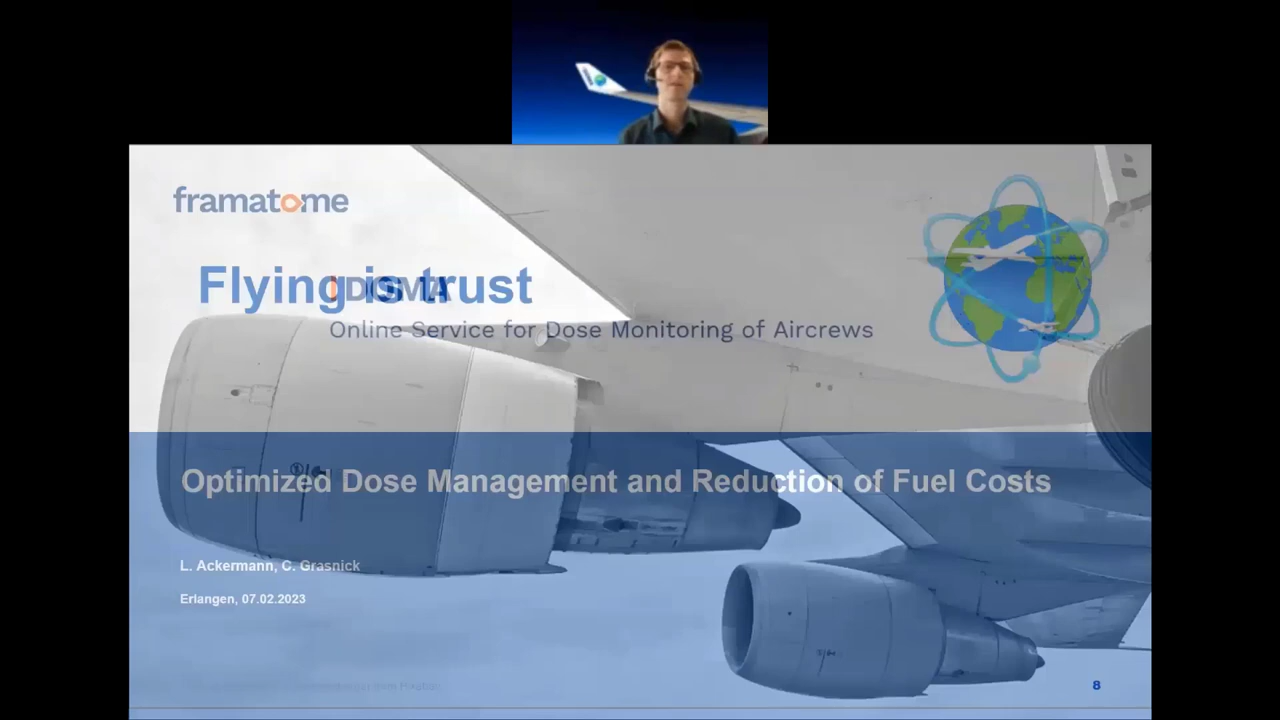 framatome
Flying is trust
IDOMA
Online Service for Dose Monitoring of Aircrews
Optimized Dose Management and Reduction of Fuel Costs
L. Ackermann, C. Grasnick
Erlangen, 07.02.2023
8